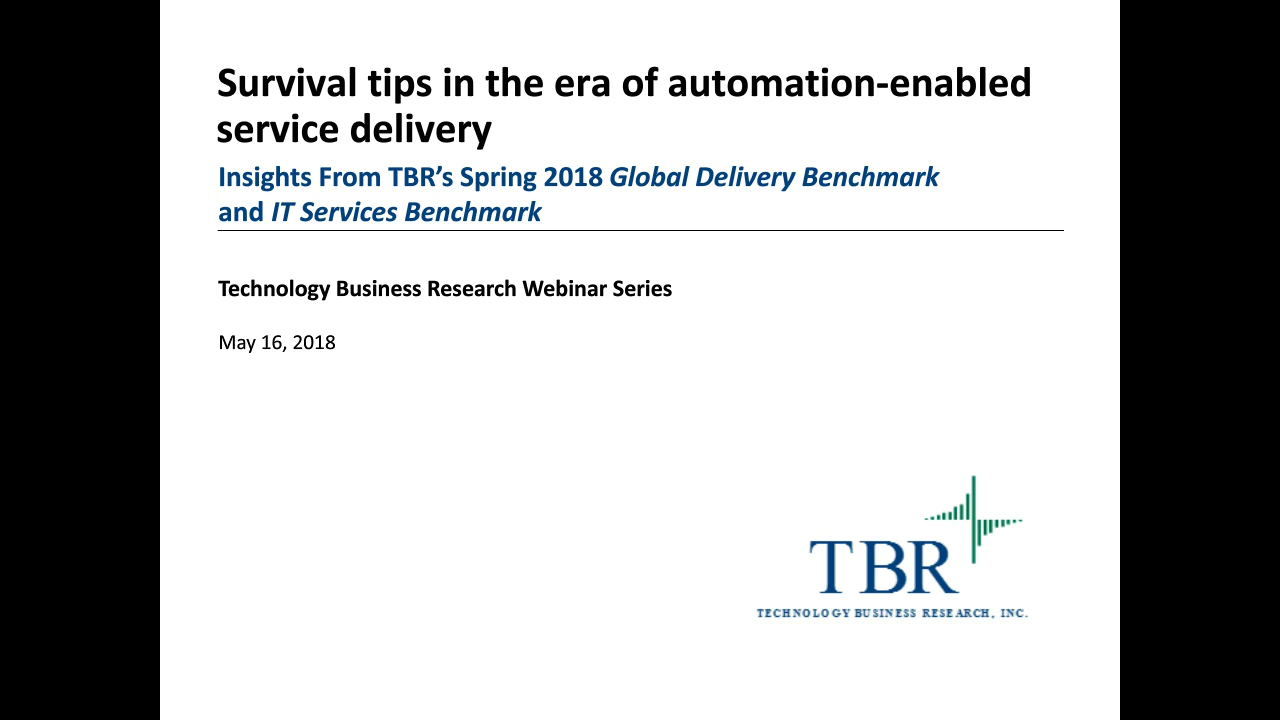 Survival tips in the era of automation-enabled
service delivery
Insights From TBR’s Spring 2018 Global Delivery Benchmark
and IT Services Benchmark
Technology Business Research Webinar Series
May 16, 2018
TBR
TECHNOLOGY BUSINESS RESEARCH, INC.